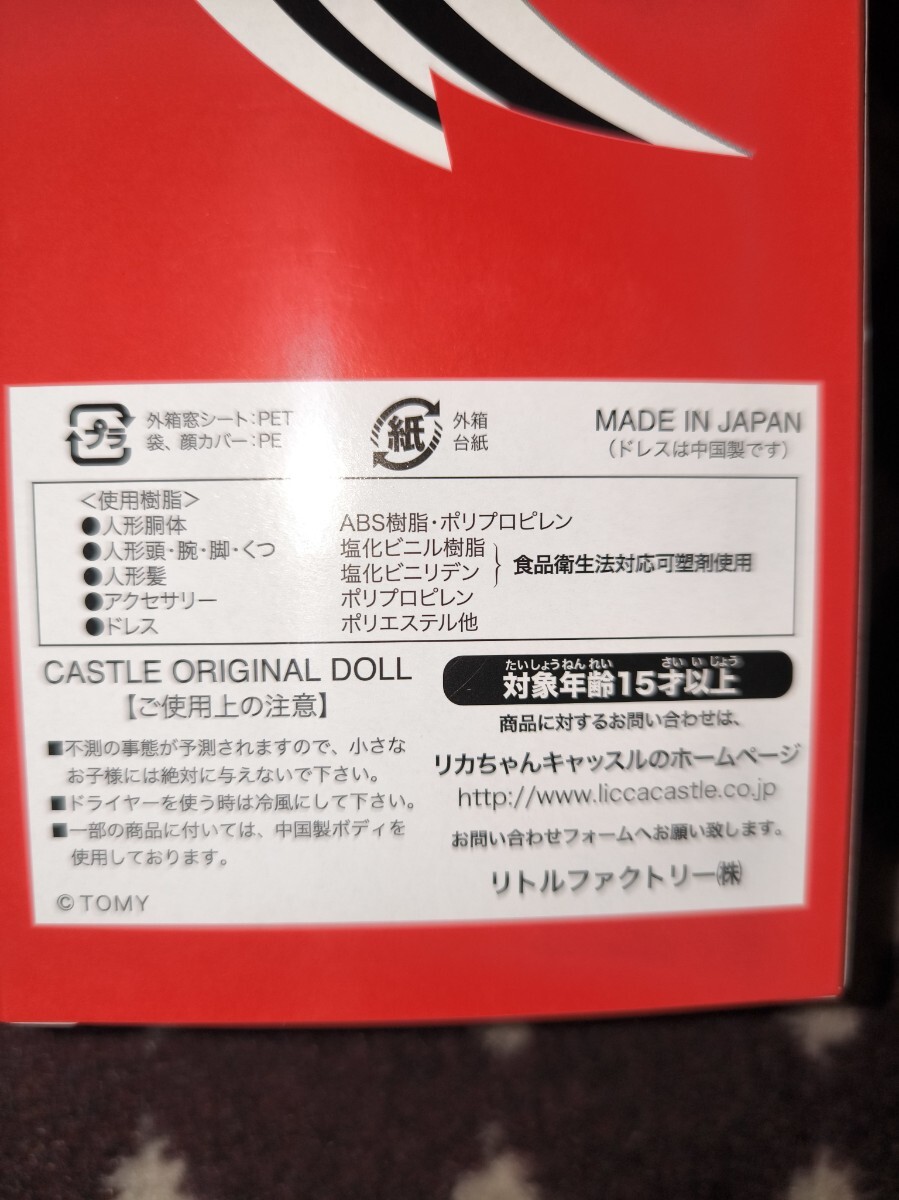 プラ
外箱窓シート:PET
袋、顔カバー:PE
紙
外箱
台紙
MADE IN JAPAN
(ドレスは中国製です)
<使用樹脂>
●人形胴体 ABS樹脂・ポリプロピレン
●人形頭・腕・脚・くつ 塩化ビニル樹脂
●人形髪 塩化ビニリデン
食品衛生法対応可塑剤使用
●アクセサリー ポリプロピレン
●ドレス ポリエステル他
CASTLE ORIGINAL DOLL
【ご使用上の注意】
■不測の事態が予測されますので、小さな
お子様には絶対に与えないで下さい。
■ドライヤーを使う時は冷風にして下さい。
■一部の商品に付いては、中国製ボディを
使用しております。
©TOMY
たいしょうねんれい さいいじょう
対象年齢15才以上
商品に対するお問い合わせは、
リカちゃんキャッスルのホームページ
http://www.liccacastle.co.jp
お問い合わせフォームへお願い致します。
リトルファクトリー㈱